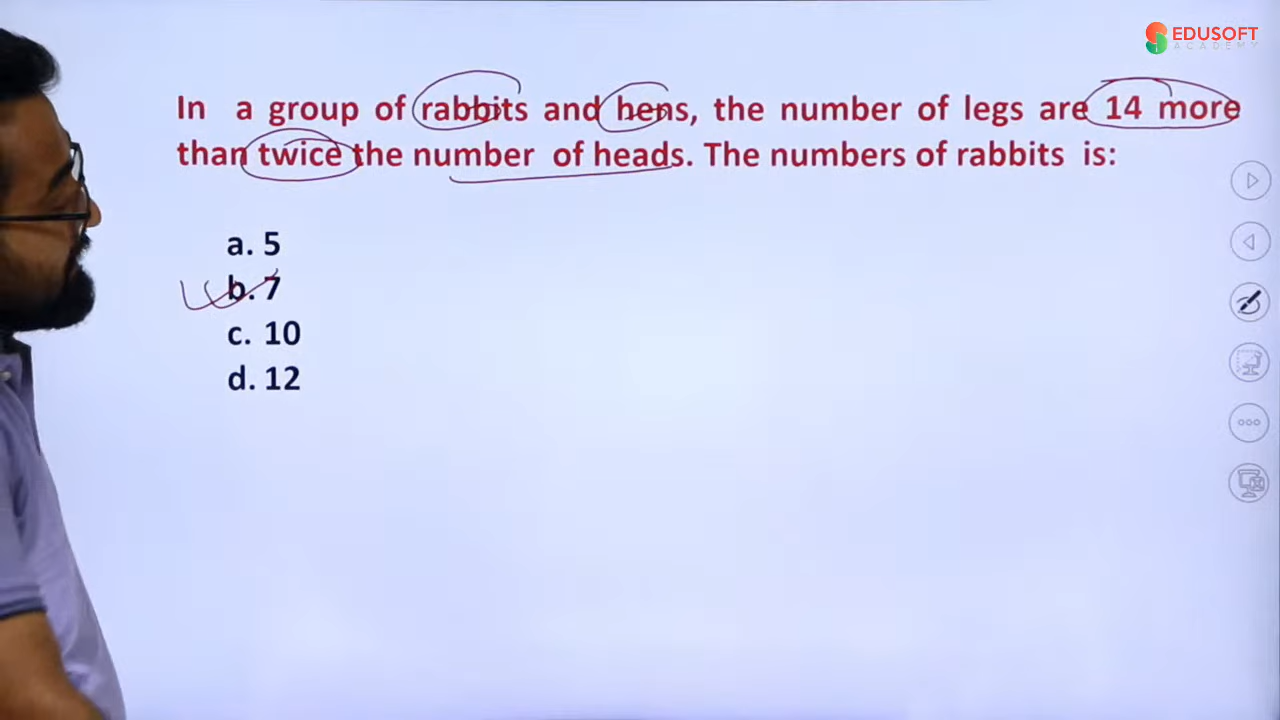 EDUSOFT
ACADEMY
In a group of rabbits and hens, the number of legs are 14 more
than twice the number of heads. The numbers of rabbits is:
a. 5
b. 7
c. 10
d. 12